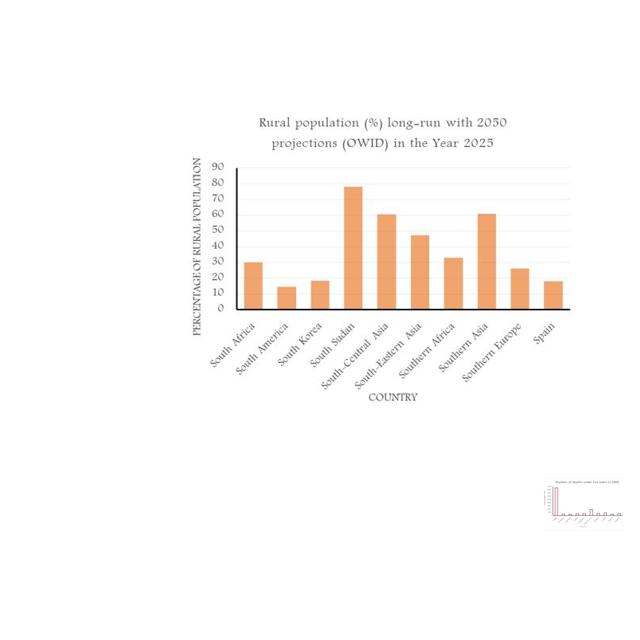 Rural population (%) long-run with 2050
projections (OWID) in the Year 2025
PERCENTAGE OF RURAL POPULATION
90
80
70
60
50
40
30
20
10
0
South Africa
South America
South Korea
South Sudan
South-Central Asia
South-Eastern Asia
Southern Africa
Southern Asia
Southern Europe
Spain
COUNTRY